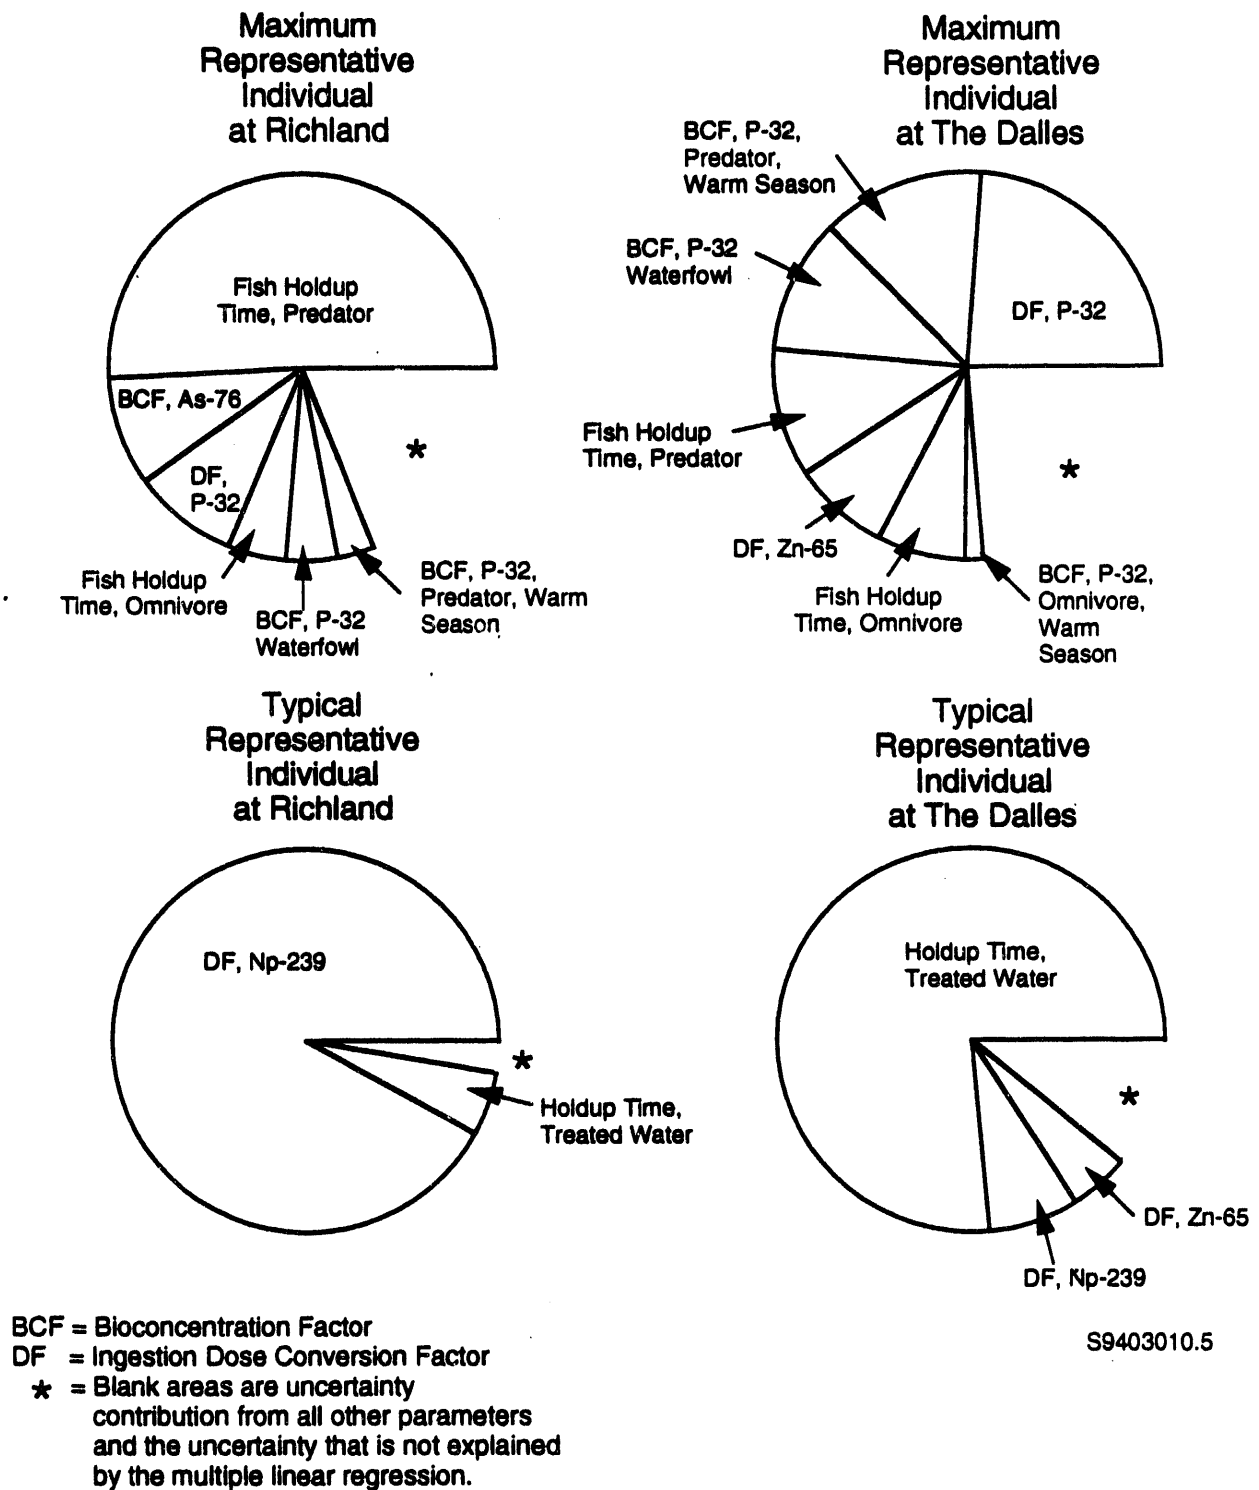 Maximum
Representative
Individual
at Richland
Fish Holdup
Time, Predator
BCF, As-76
DF,
P-32
*
Fish Holdup
Time, Omnivore
BCF, P-32
Waterfowl
BCF, P-32,
Predator, Warm
Season
Maximum
Representative
Individual
at The Dalles
BCF, P-32,
Predator,
Warm Season
BCF, P-32
Waterfowl
DF, P-32
Fish Holdup
Time, Predator
*
DF, Zn-65
Fish Holdup
Time, Omnivore
BCF, P-32,
Omnivore,
Warm
Season
Typical
Representative
Individual
at Richland
DF, Np-239
*
Holdup Time,
Treated Water
Typical
Representative
Individual
at The Dalles
Holdup Time,
Treated Water
*
DF, Zn-65
DF, Np-239
BCF = Bioconcentration Factor
DF = Ingestion Dose Conversion Factor
* = Blank areas are uncertainty
contribution from all other parameters
and the uncertainty that is not explained
by the multiple linear regression.
S9403010.5